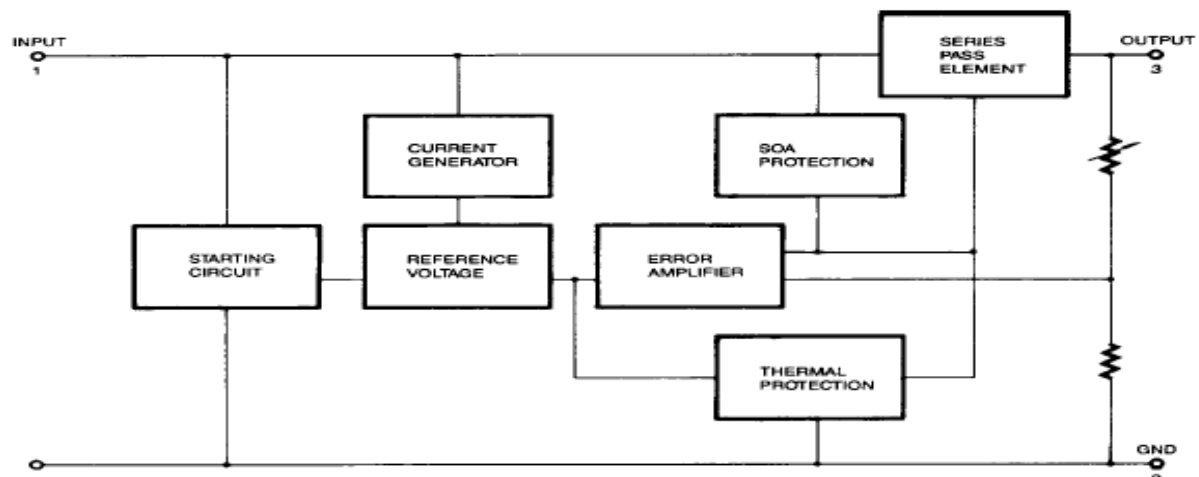 INPUT
1
SERIES
PASS
ELEMENT
OUTPUT
3
CURRENT
GENERATOR
SOA
PROTECTION
STARTING
CIRCUIT
REFERENCE
VOLTAGE
ERROR
AMPLIFIER
THERMAL
PROTECTION
GND